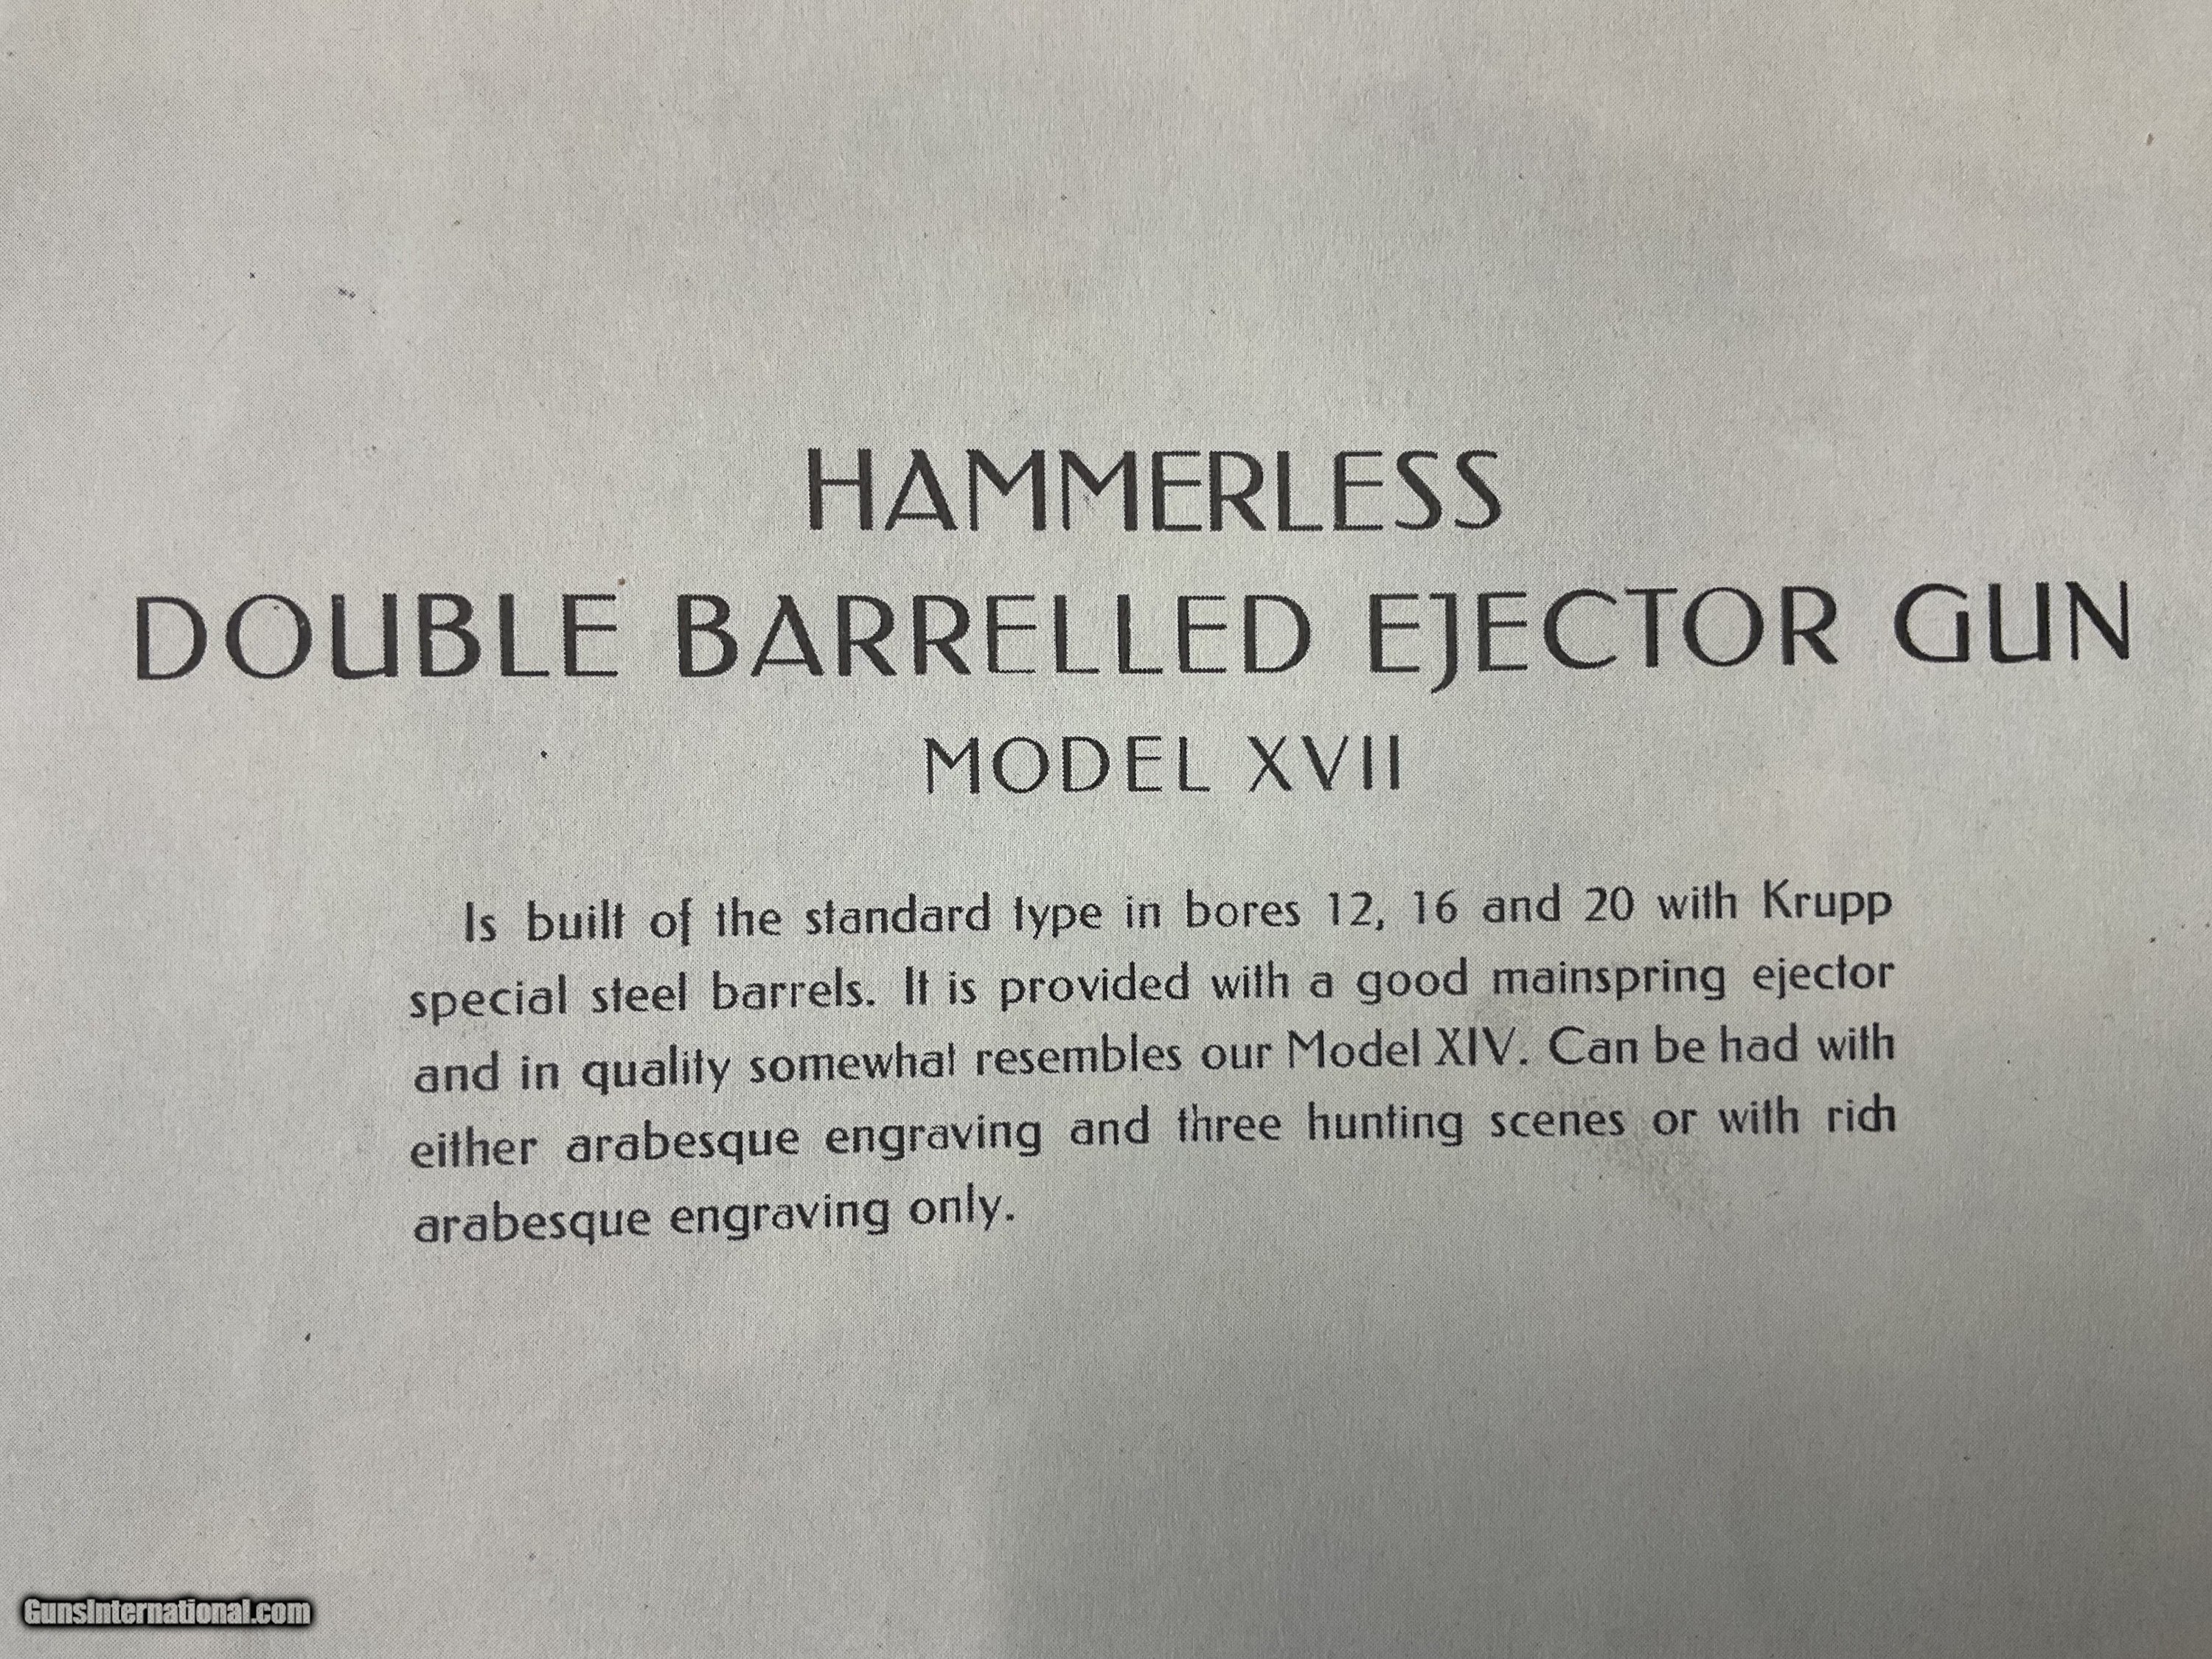 HAMMERLESS
DOUBLE BARRELLED EJECTOR GUN
MODEL XVII
Is built of the standard type in bores 12, 16 and 20 with Krupp
special steel barrels. It is provided with a good mainspring ejector
and in quality somewhat resembles our Model XIV. Can be had with
either arabesque engraving and three hunting scenes or with rich
arabesque engraving only.
GunsInternational.com